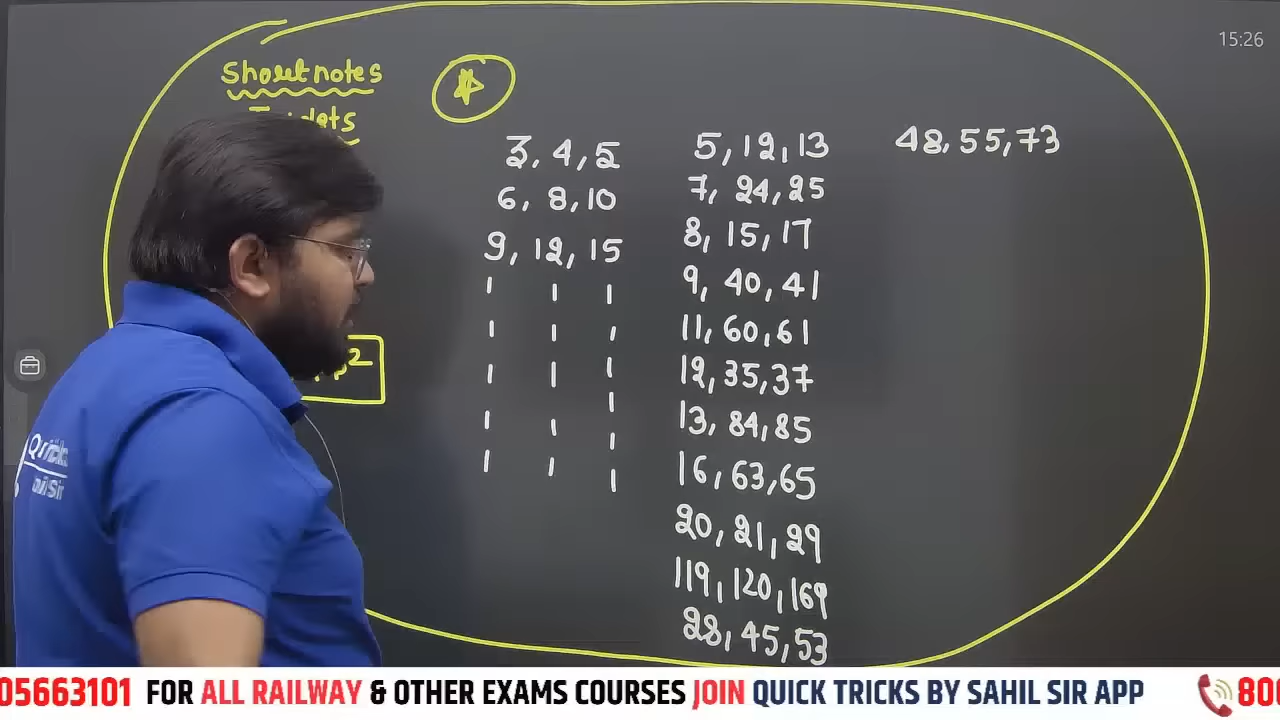 15:26
Short notes
3, 4, 5
6, 8, 10
9, 12, 15
5, 12, 13
7, 24, 25
8, 15, 17
9, 40, 41
11, 60, 61
12, 35, 37
13, 84, 85
16, 63, 65
20, 21, 29
119, 120, 169
28, 45, 53
48, 55, 73
05663101 FOR ALL RAILWAY & OTHER EXAMS COURSES JOIN QUICK TRICKS BY SAHIL SIR APP 80